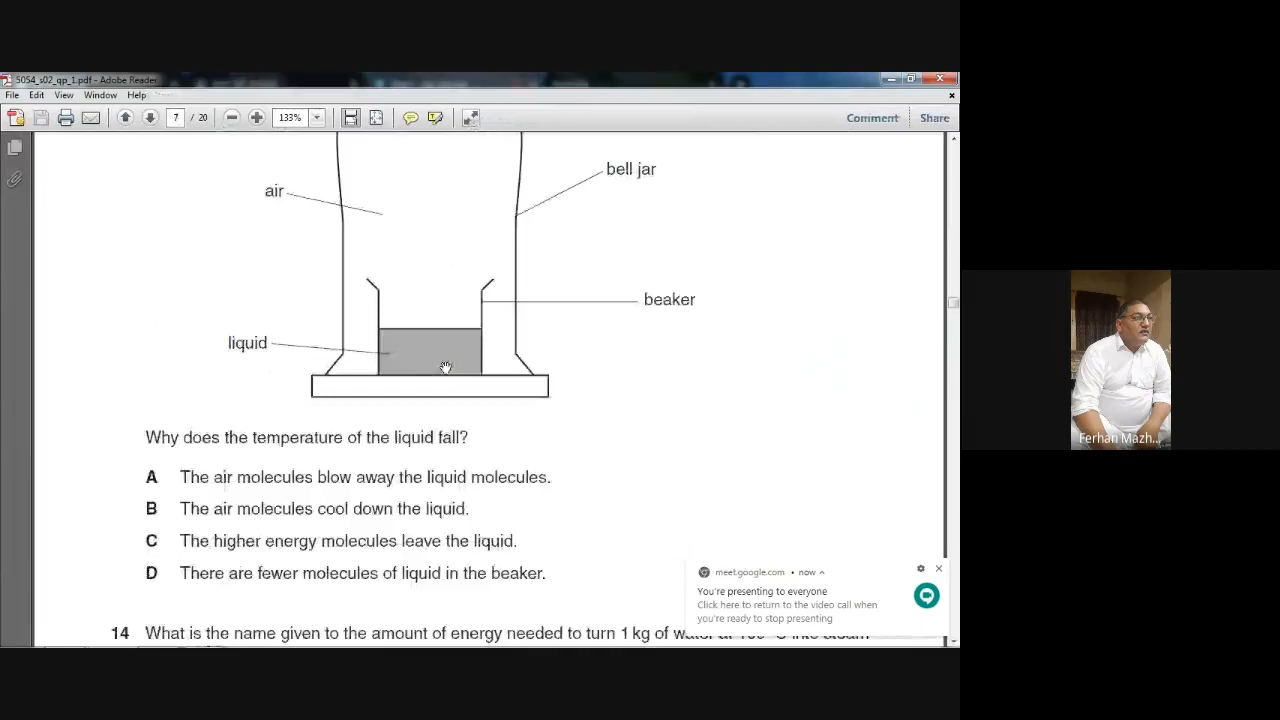 5054_s02_qp_1.pdf - Adobe Reader
File Edit View Window Help
7 / 20 133% Comment Share
bell jar
air
beaker
liquid
Why does the temperature of the liquid fall?
A The air molecules blow away the liquid molecules.
B The air molecules cool down the liquid.
C The higher energy molecules leave the liquid.
D There are fewer molecules of liquid in the beaker.
meet.google.com • now
You're presenting to everyone
Click here to return to the video call when
you're ready to stop presenting
14 What is the name given to the amount of energy needed to turn 1 kg of water at 100 °C into steam
Ferhan Mazh...